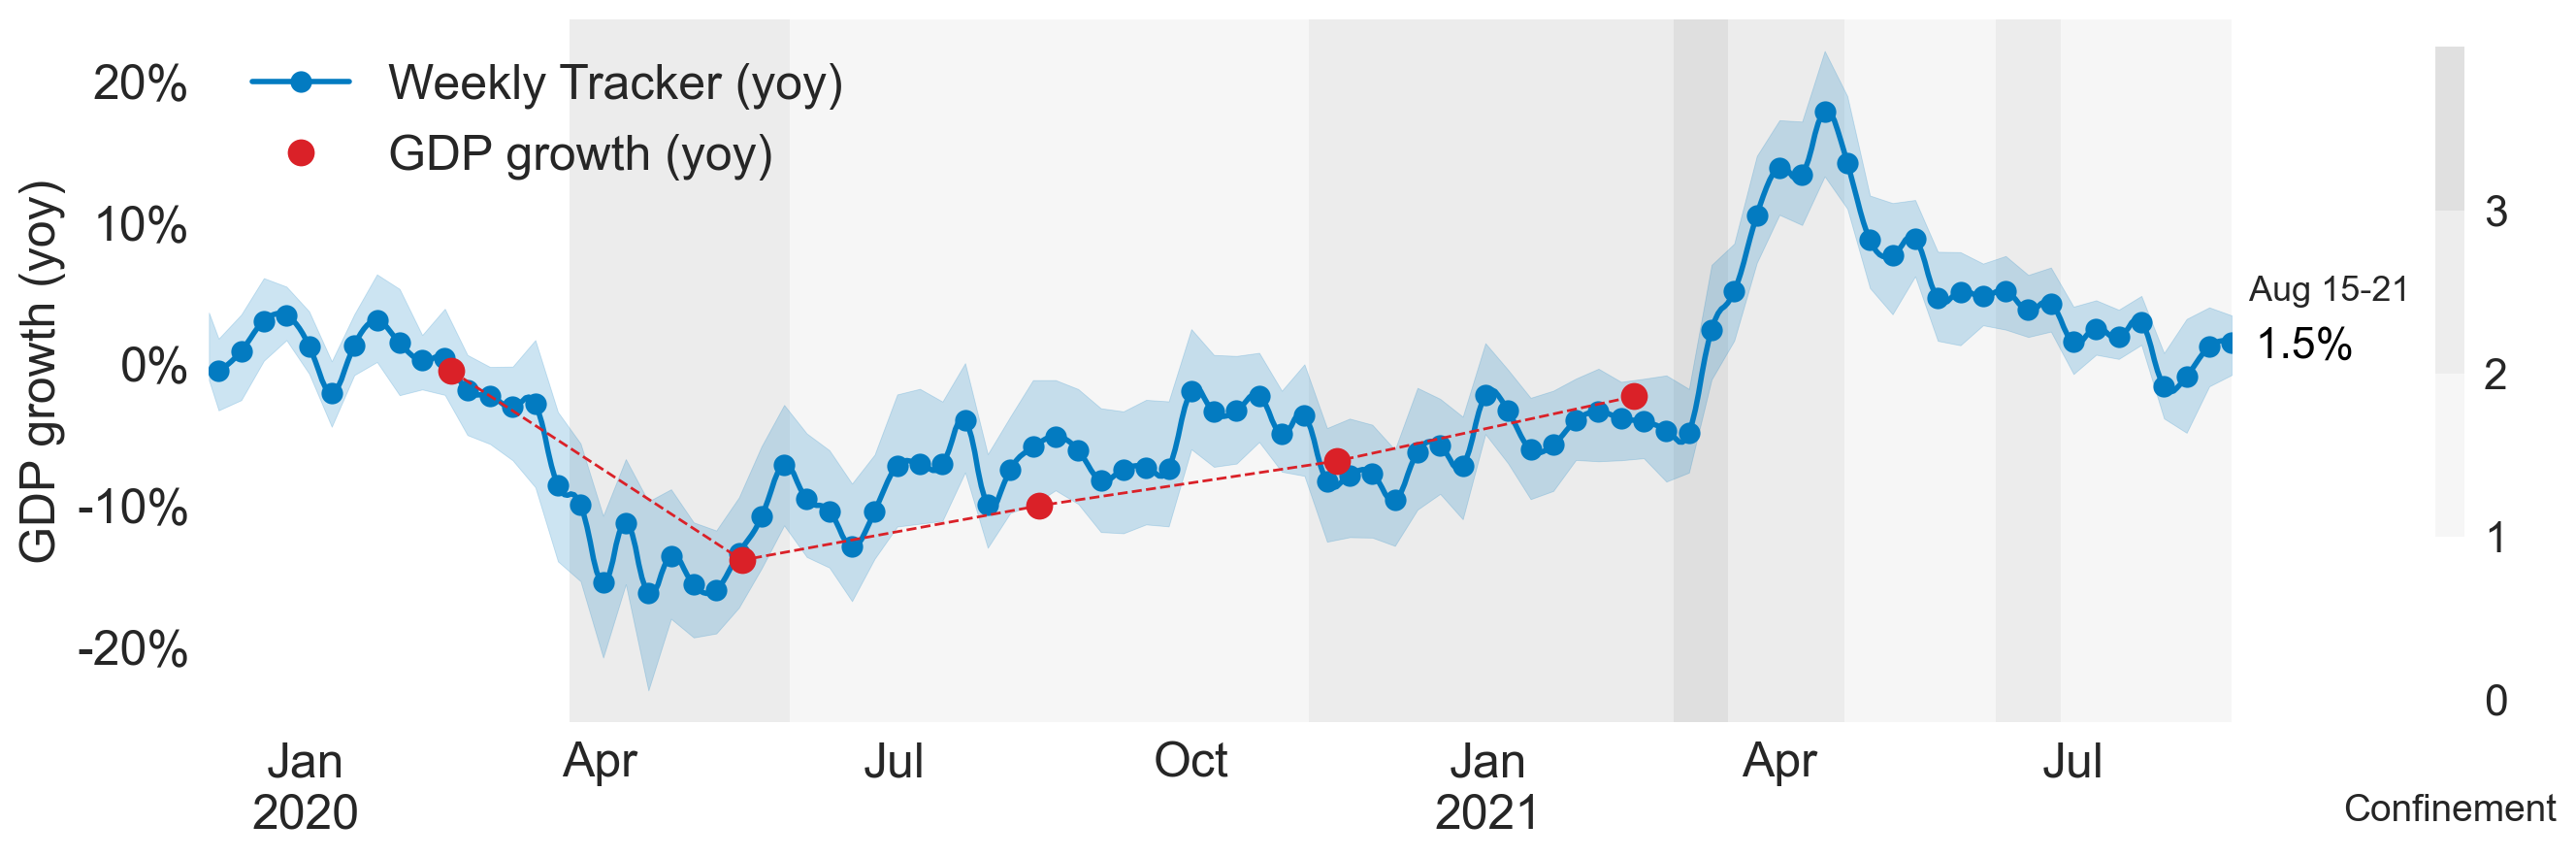 Weekly Tracker (yoy)
GDP growth (yoy)
GDP growth (yoy)
20%
10%
0%
-10%
-20%
Jan
2020
Apr
Jul
Oct
Jan
2021
Apr
Jul
Aug 15-21
1.5%
3
2
1
0
Confinement